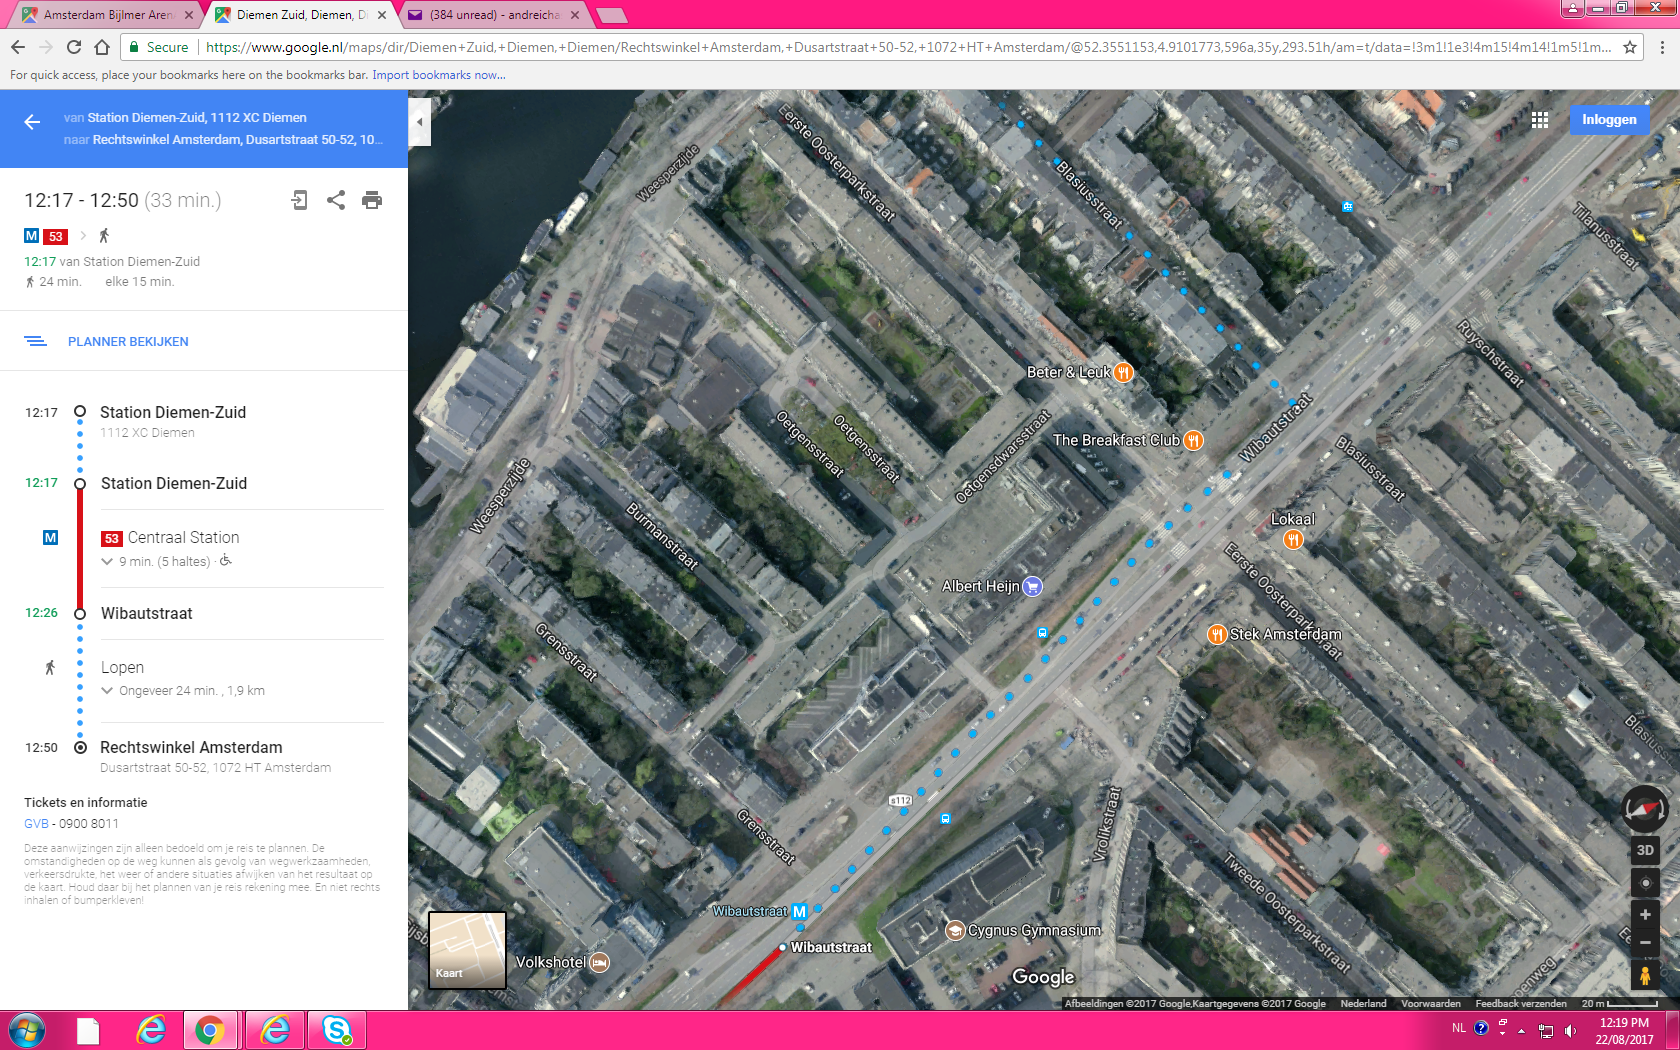 Amsterdam Bijlmer Aren
Diemen Zuid, Diemen, Di
(384 unread) - andreicha
Secure
https://www.google.nl/maps/dir/Diemen+Zuid,+Diemen,+Diemen/Rechtswinkel+Amsterdam,+Dusartstraat+50-52,+1072+HT+Amsterdam/@52.3551153,4.9101773,596a,35y,293.51h/am=t/data=!3m1!1e3!4m15!4m14!1m5!1m...
For quick access, place your bookmarks here on the bookmarks bar. Import bookmarks now...
van Station Diemen-Zuid, 1112 XC Diemen
naar Rechtswinkel Amsterdam, Dusartstraat 50-52, 10...
12:17 - 12:50 (33 min.)
M 53
12:17 van Station Diemen-Zuid
24 min. elke 15 min.
PLANNER BEKIJKEN
12:17 Station Diemen-Zuid
1112 XC Diemen
12:17 Station Diemen-Zuid
M 53 Centraal Station
9 min. (5 haltes) ·
12:26 Wibautstraat
Lopen
Ongeveer 24 min. , 1,9 km
12:50 Rechtswinkel Amsterdam
Dusartstraat 50-52, 1072 HT Amsterdam
Tickets en informatie
GVB - 0900 8011
Deze aanwijzingen zijn alleen bedoeld om je reis te plannen. De
omstandigheden op de weg kunnen als gevolg van wegwerkzaamheden,
verkeersdrukte, het weer of andere situaties afwijken van het resultaat op
de kaart. Houd daar bij het plannen van je reis rekening mee. En niet rechts
inhalen of bumperkleven!
Inloggen
Weesperzijde
Eerste Oosterparkstraat
Blasiusstraat
Tilanusstraat
Ruyschstraat
Beter & Leuk
The Breakfast Club
Wibautstraat
Blasiusstraat
Oetgensstraat
Oetgensstraat
Oetgensdwarsstraat
Weesperzijde
Burmanstraat
Lokaal
Eerste Oosterparkstraat
Albert Heijn
Stek Amsterdam
Grensstraat
Blasiuss
s112
Grensstraat
Vrolikstraat
Tweede Oosterparkstraat
Wibautstraat M
Wibautstraat
Cygnus Gymnasium
Volkshotel
Kaart
3D
Google
Afbeeldingen ©2017 Google,Kaartgegevens ©2017 Google Nederland Voorwaarden Feedback verzenden 20 m
NL
12:19 PM
22/08/2017